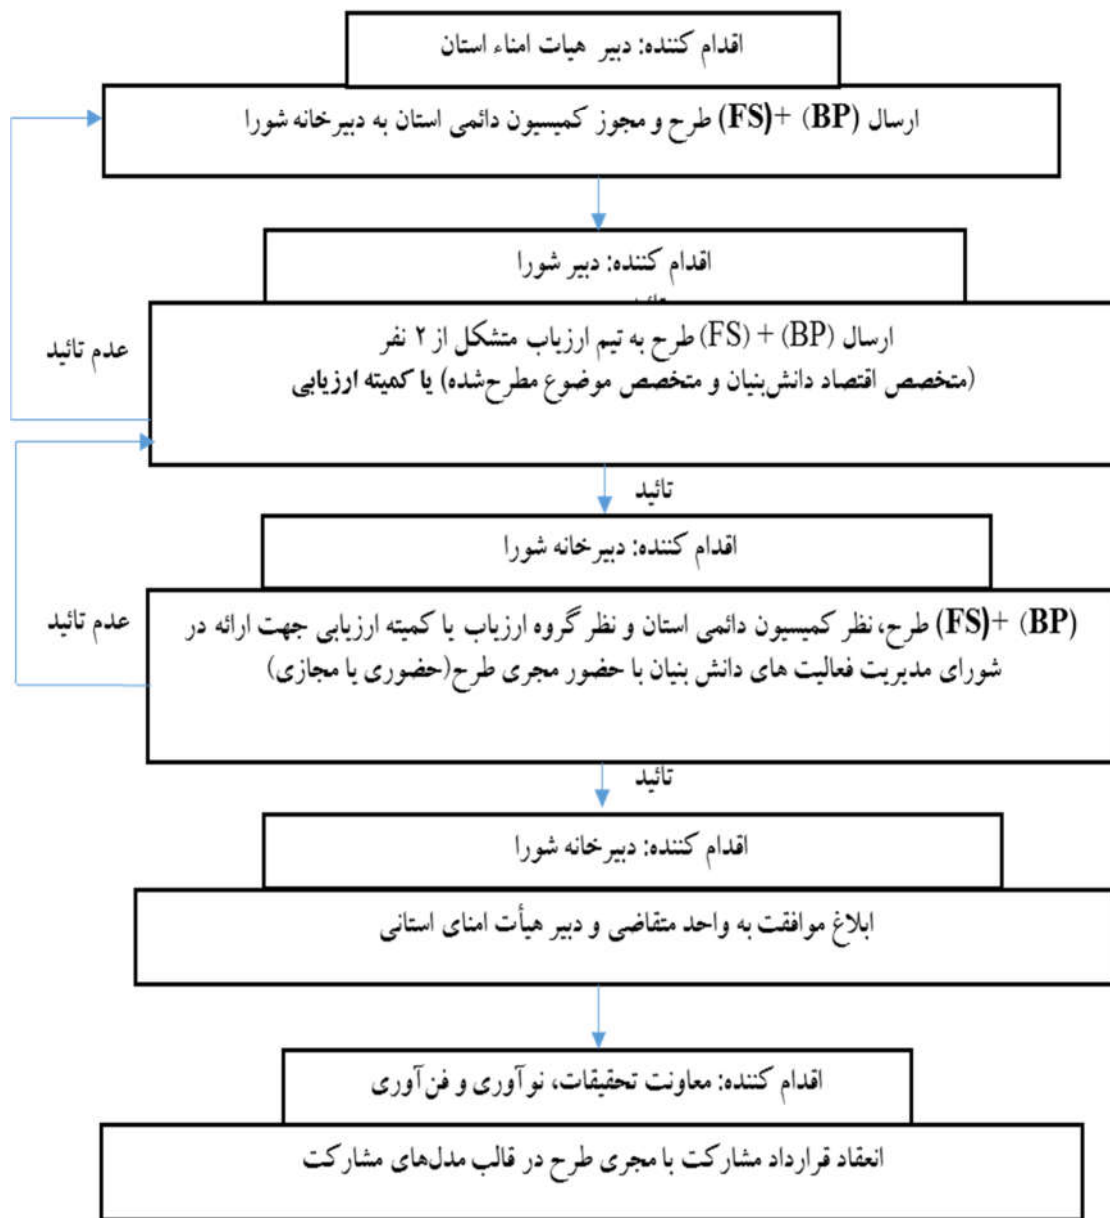 اقدام کننده: دبیر هیات امناء استان
ارسال (BP) +(FS) طرح و مجوز کمیسیون دائمی استان به دبیرخانه شورا
اقدام کننده: دبیر شورا
عدم تائید
ارسال (BP) + (FS) طرح به تیم ارزیاب متشکل از ۲ نفر
(متخصص اقتصاد دانش‌بنیان و متخصص موضوع مطرح‌شده) یا کمیته ارزیابی
تائید
اقدام کننده: دبیرخانه شورا
عدم تائید
(BP) +(FS) طرح، نظر کمیسیون دائمی استان و نظر گروه ارزیاب یا کمیته ارزیابی جهت ارائه در
شورای مدیریت فعالیت های دانش بنیان با حضور مجری طرح(حضوری یا مجازی)
تائید
اقدام کننده: دبیرخانه شورا
ابلاغ موافقت به واحد متقاضی و دبیر هیأت امنای استانی
اقدام کننده: معاونت تحقیقات، نوآوری و فن‌آوری
انعقاد قرارداد مشارکت با مجری طرح در قالب مدل‌های مشارکت